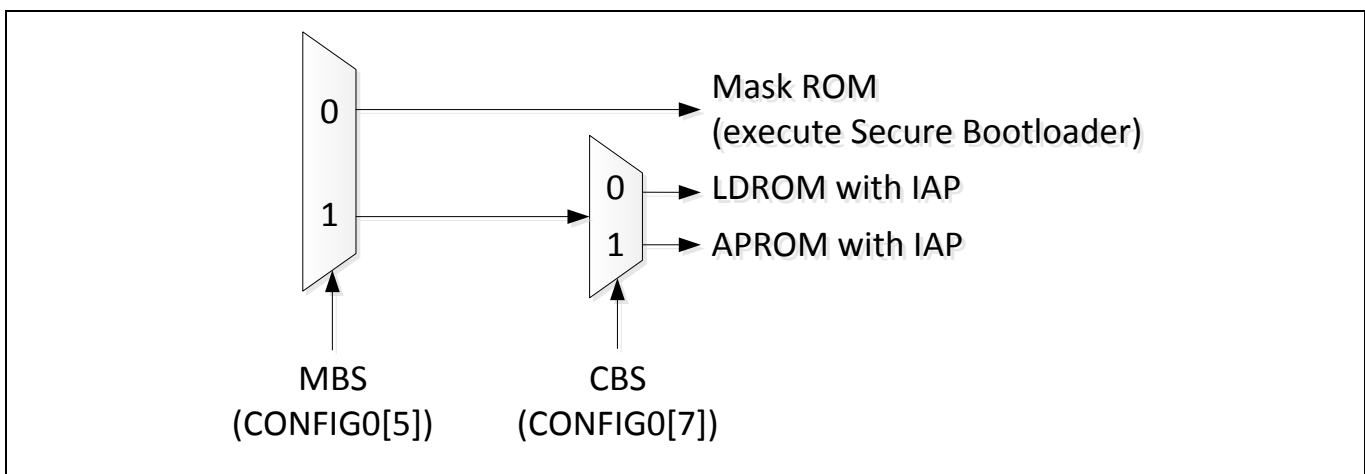 0
Mask ROM
(execute Secure Bootloader)
0
LDROM with IAP
1
1
APROM with IAP
MBS
(CONFIG0[5])
CBS
(CONFIG0[7])